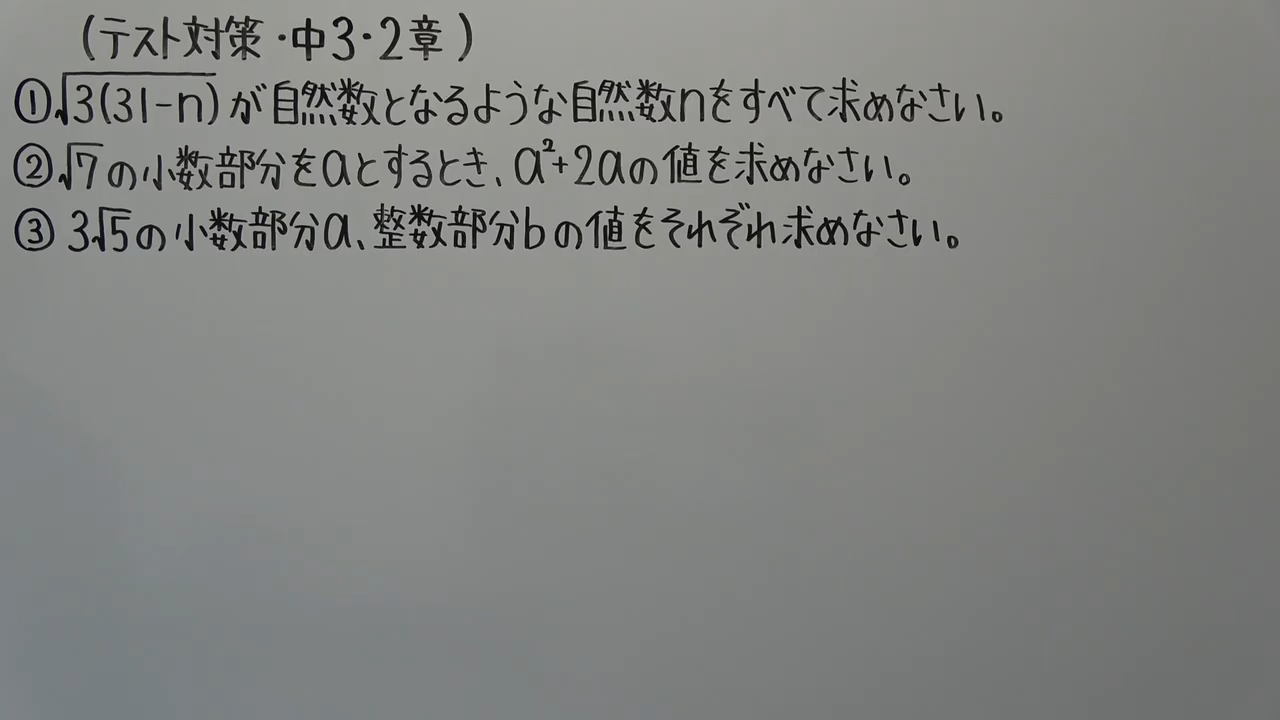 (テスト対策・中3・2章)
①√3(31-n)が自然数となるような自然数nをすべて求めなさい。
②√7の小数部分をaとするとき、a²+2aの値を求めなさい。
③ 3√5の小数部分a、整数部分bの値をそれぞれ求めなさい。